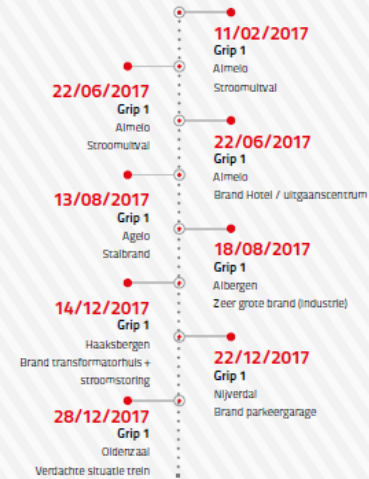 11/02/2017
Grip 1
Almelo
Stroomuitval
22/06/2017
Grip 1
Almelo
Stroomuitval
22/06/2017
Grip 1
Almelo
Brand Hotel / uitgaanscentrum
13/08/2017
Grip 1
Agelo
Stalbrand
18/08/2017
Grip 1
Albergen
Zeer grote brand (industrie)
14/12/2017
Grip 1
Haaksbergen
Brand transformatorhuis +
stroomstoring
22/12/2017
Grip 1
Nijverdal
Brand parkeergarage
28/12/2017
Grip 1
Oldenzaal
Verdachte situatie trein